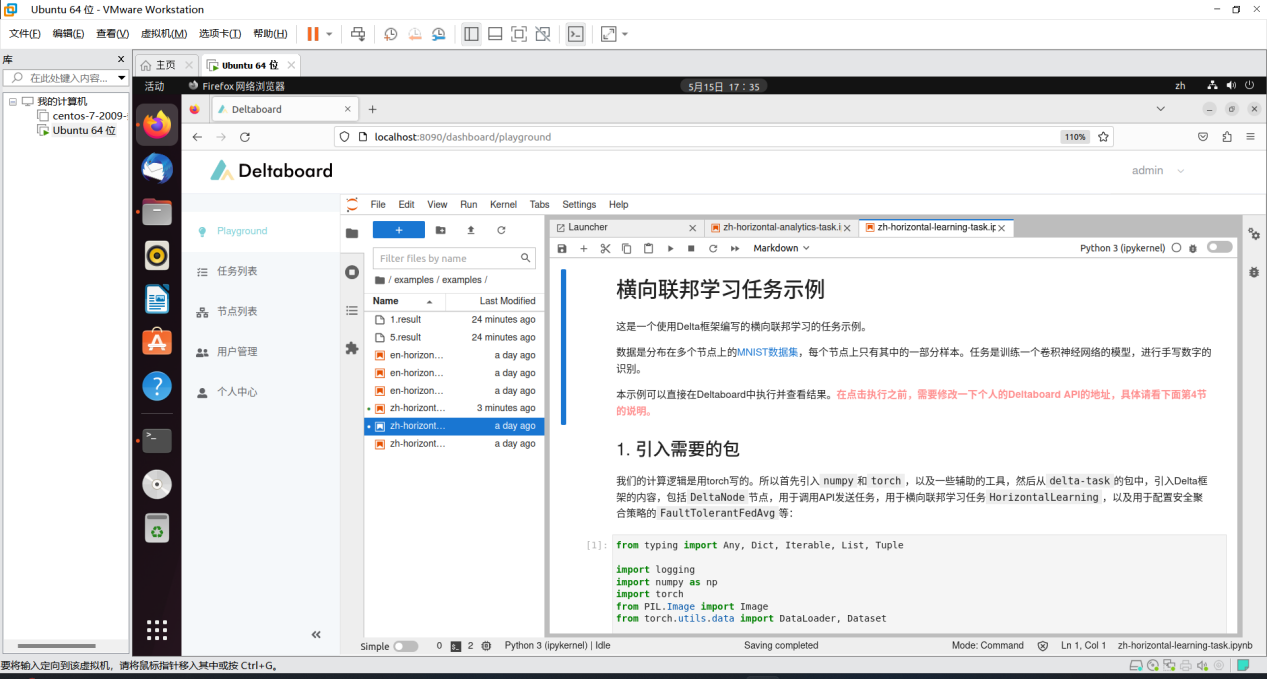 Ubuntu 64 位 - VMware Workstation
文件(F) 编辑(E) 查看(V) 虚拟机(M) 选项卡(T) 帮助(H)
库
在此处键入内容...
我的计算机
centos-7-2009-
Ubuntu 64 位
主页
Ubuntu 64 位
活动
Firefox 网络浏览器
5月15日 17：35
zh
Deltaboard
localhost:8090/dashboard/playground
110%
Deltaboard
admin
Playground
任务列表
节点列表
用户管理
个人中心
File Edit View Run Kernel Tabs Settings Help
Filter files by name
/ examples / examples /
Name Last Modified
1.result 24 minutes ago
5.result 24 minutes ago
en-horizon... a day ago
en-horizon... a day ago
en-horizon... a day ago
zh-horizont... 3 minutes ago
zh-horizont... a day ago
zh-horizont... a day ago
Launcher
zh-horizontal-analytics-task.i
zh-horizontal-learning-task.ip
Markdown
Python 3 (ipykernel)
横向联邦学习任务示例
这是一个使用Delta框架编写的横向联邦学习的任务示例。
数据是分布在多个节点上的MNIST数据集，每个节点上只有其中的一部分样本。任务是训练一个卷积神经网络的模型，进行手写数字的
识别。
本示例可以直接在Deltaboard中执行并查看结果。在点击执行之前，需要修改一下个人的Deltaboard API的地址，具体请看下面第4节
的说明。
1. 引入需要的包
我们的计算逻辑是用torch写的。所以首先引入 numpy 和 torch ，以及一些辅助的工具，然后从 delta-task 的包中，引入Delta框
架的内容，包括 DeltaNode 节点，用于调用API发送任务，用于横向联邦学习任务 HorizontalLearning ，以及用于配置安全聚
合策略的 FaultTolerantFedAvg 等：
[1]:
from typing import Any, Dict, Iterable, List, Tuple
import logging
import numpy as np
import torch
from PIL.Image import Image
from torch.utils.data import DataLoader, Dataset
Simple 0 2 Python 3 (ipykernel) | Idle Saving completed Mode: Command Ln 1, Col 1 zh-horizontal-learning-task.ipynb
要将输入定向到该虚拟机，请将鼠标指针移入其中或按 Ctrl+G。